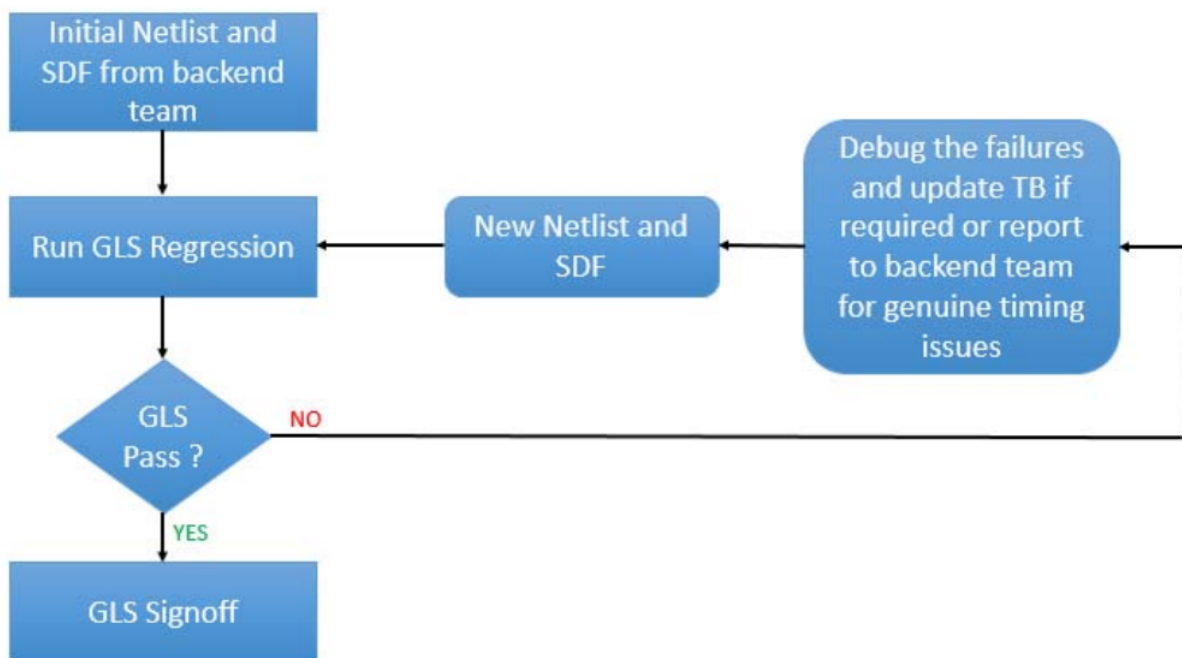 Initial Netlist and
SDF from backend
team
Run GLS Regression
New Netlist and
SDF
Debug the failures
and update TB if
required or report
to backend team
for genuine timing
issues
GLS
Pass ?
NO
YES
GLS Signoff